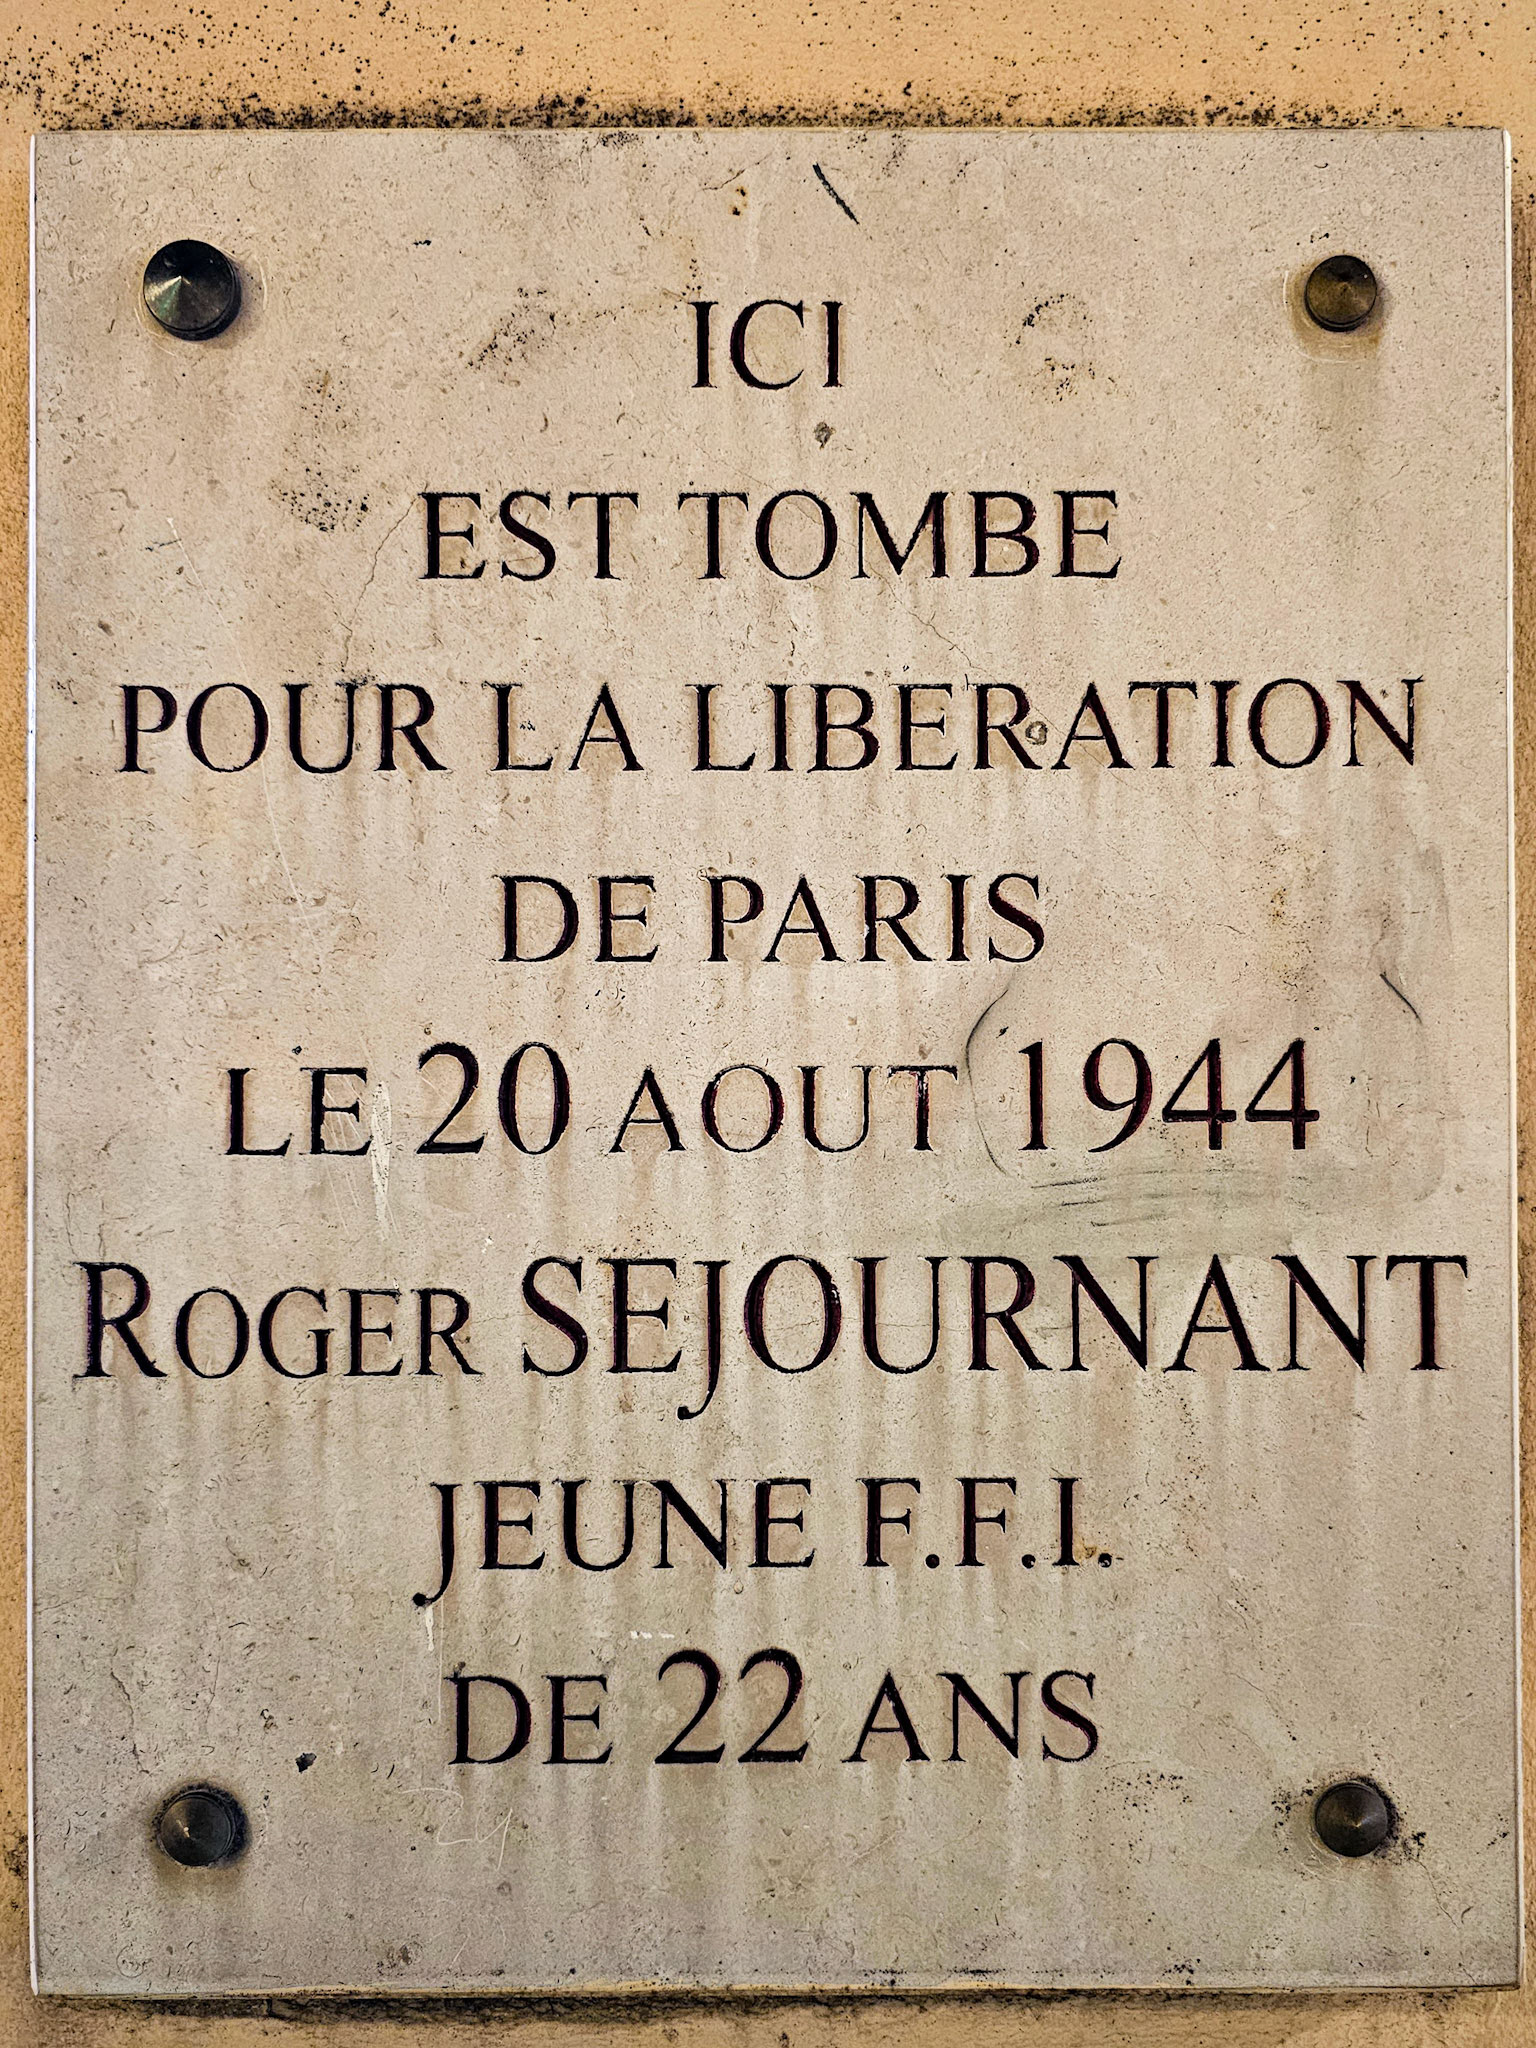 ICI
EST TOMBE
POUR LA LIBERATION
DE PARIS
LE 20 AOUT 1944
ROGER SEJOURNANT
JEUNE F.F.I.
DE 22 ANS